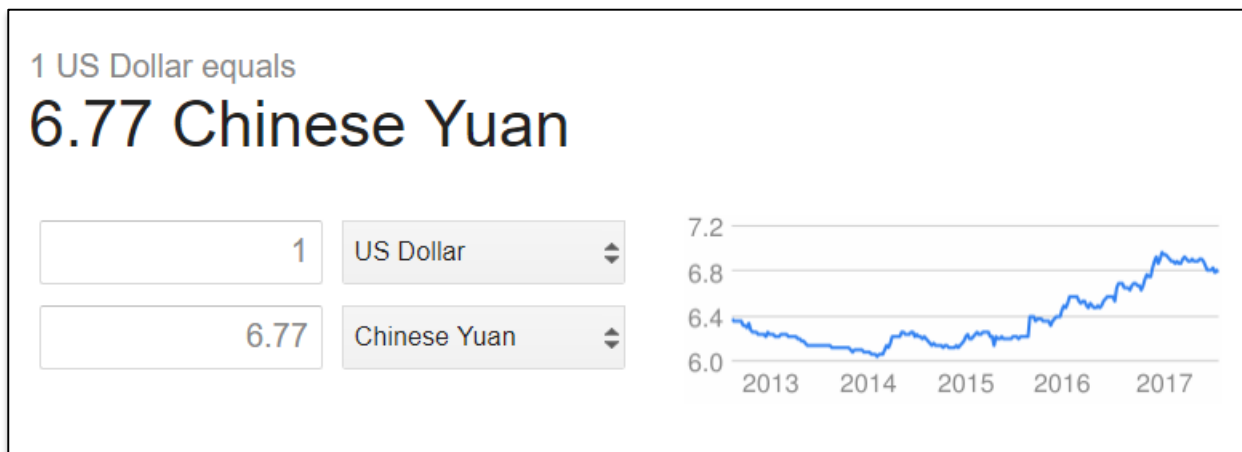 1 US Dollar equals
6.77 Chinese Yuan
1 US Dollar
6.77 Chinese Yuan
7.2
6.8
6.4
6.0
2013 2014 2015 2016 2017